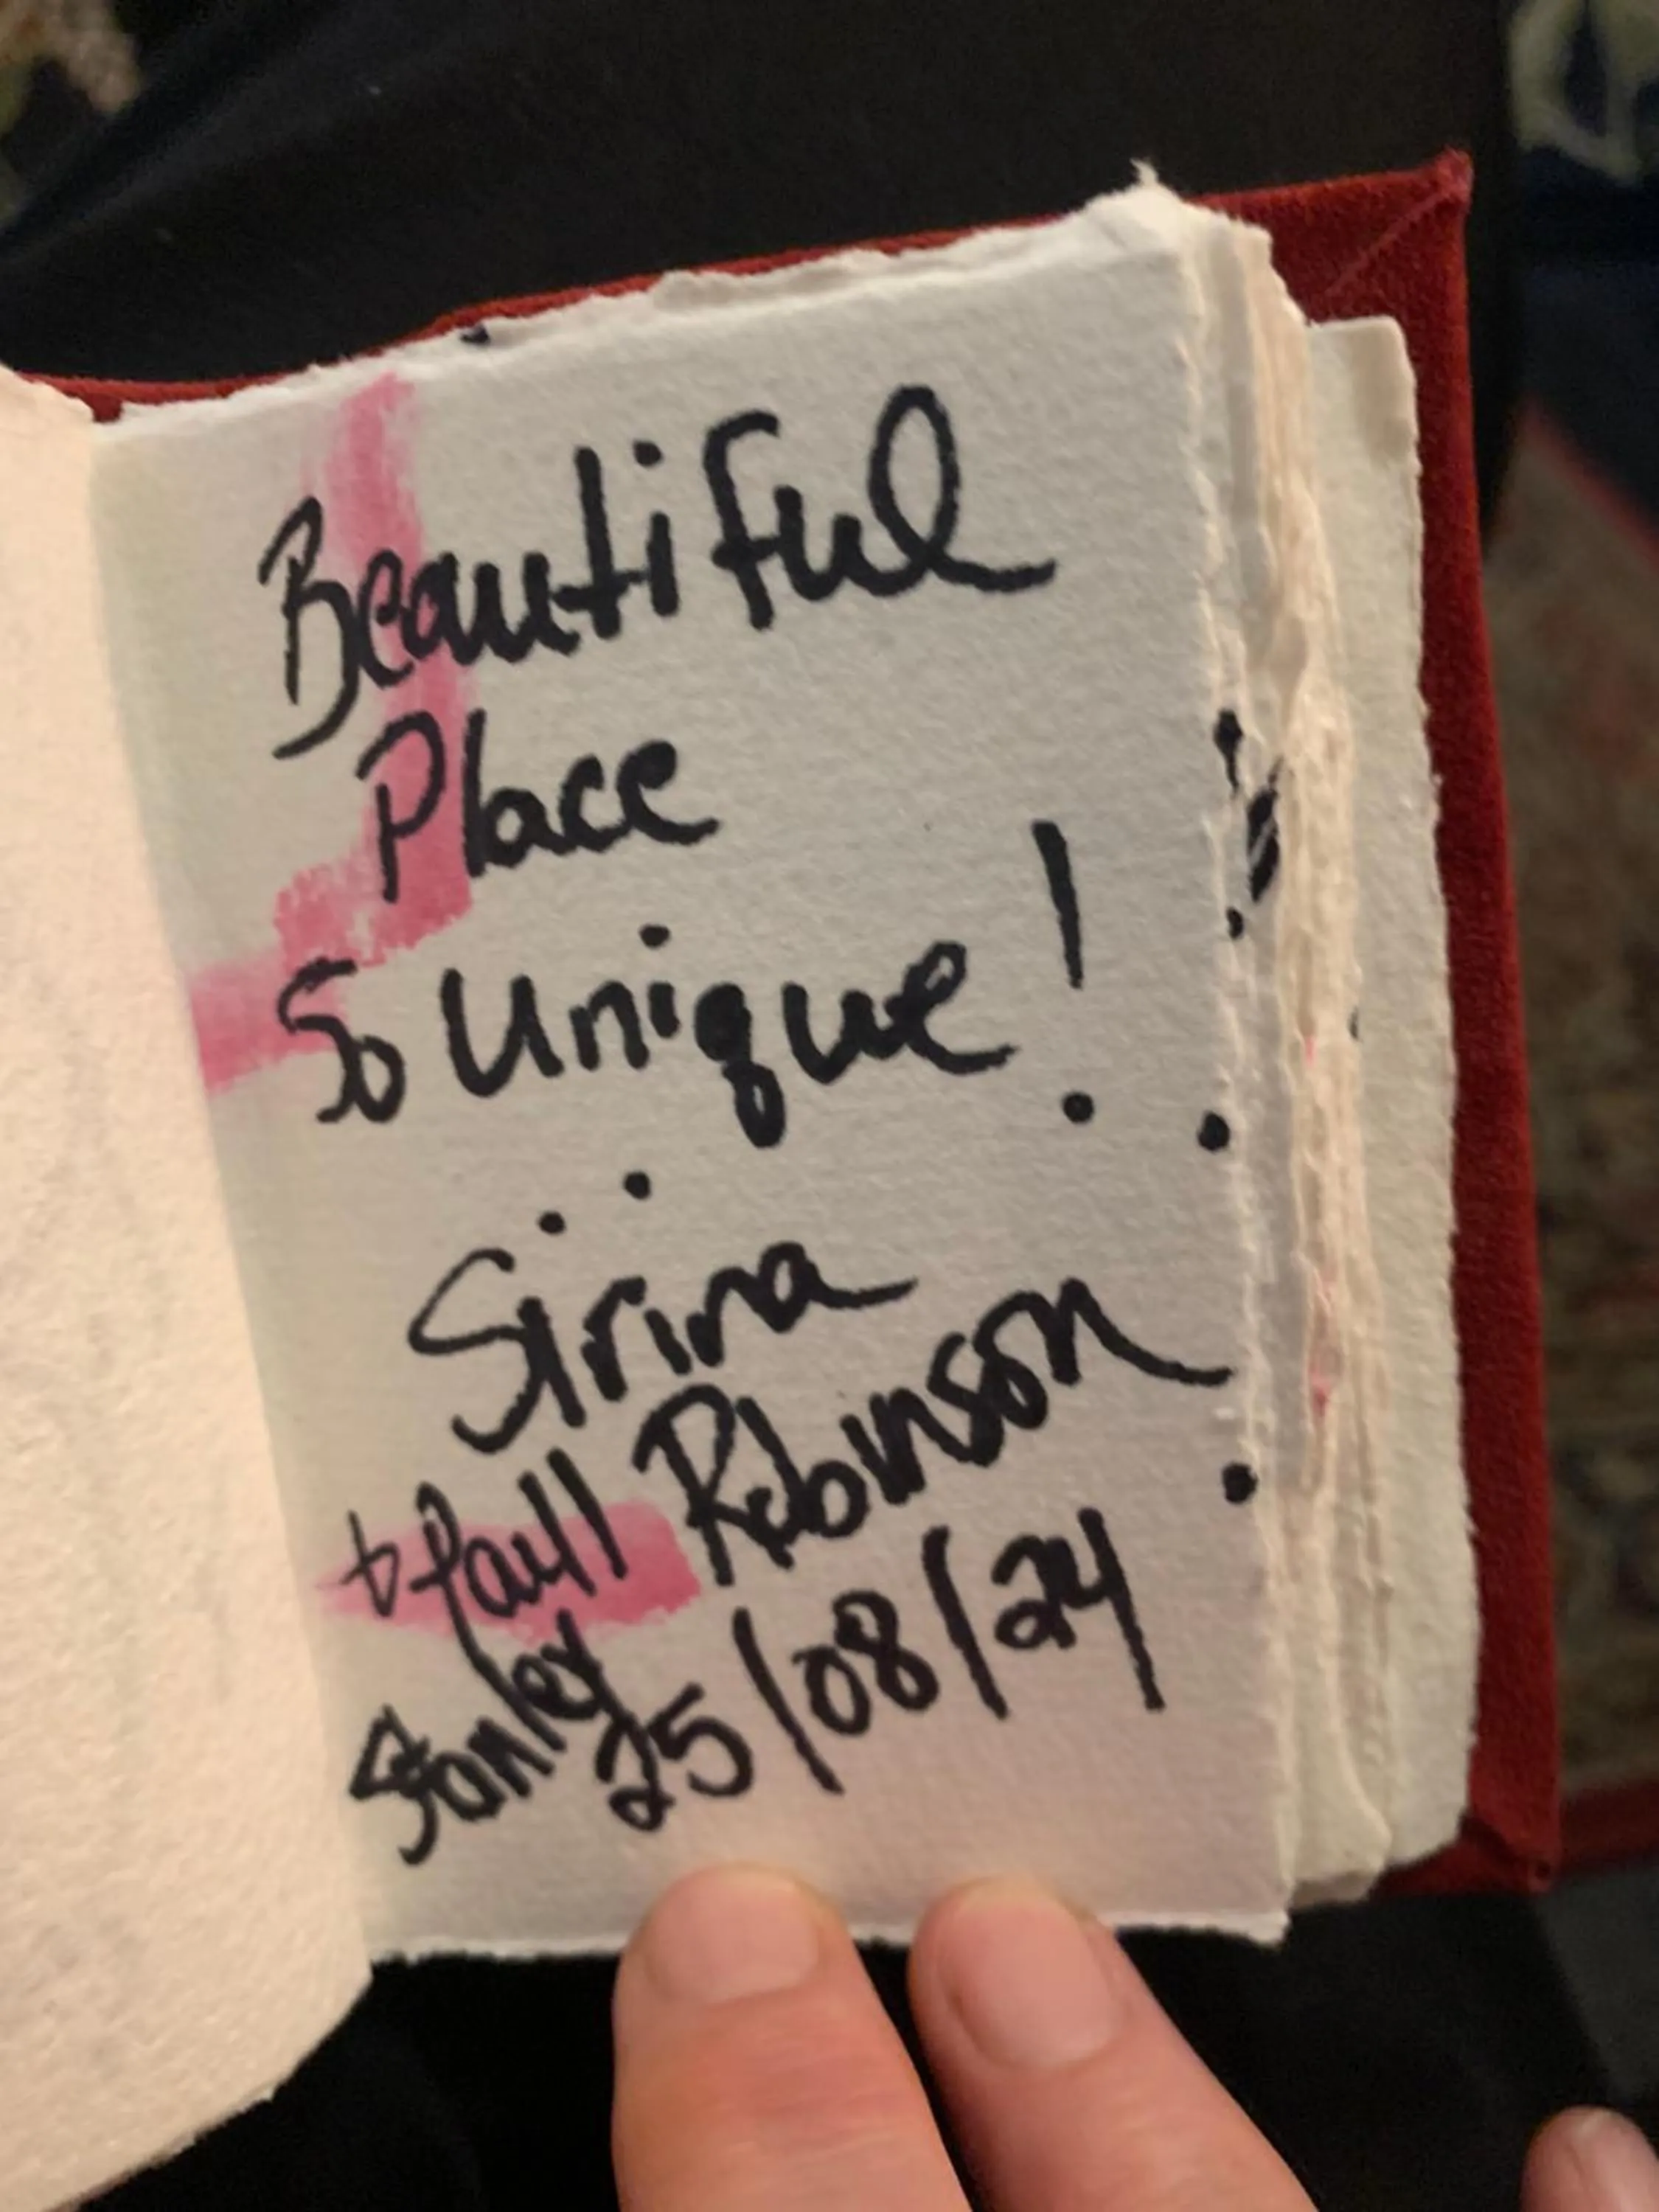 Beautiful
Place
So Unique!
Sirina
+ Paul Robinson
Stanley
25/08/24